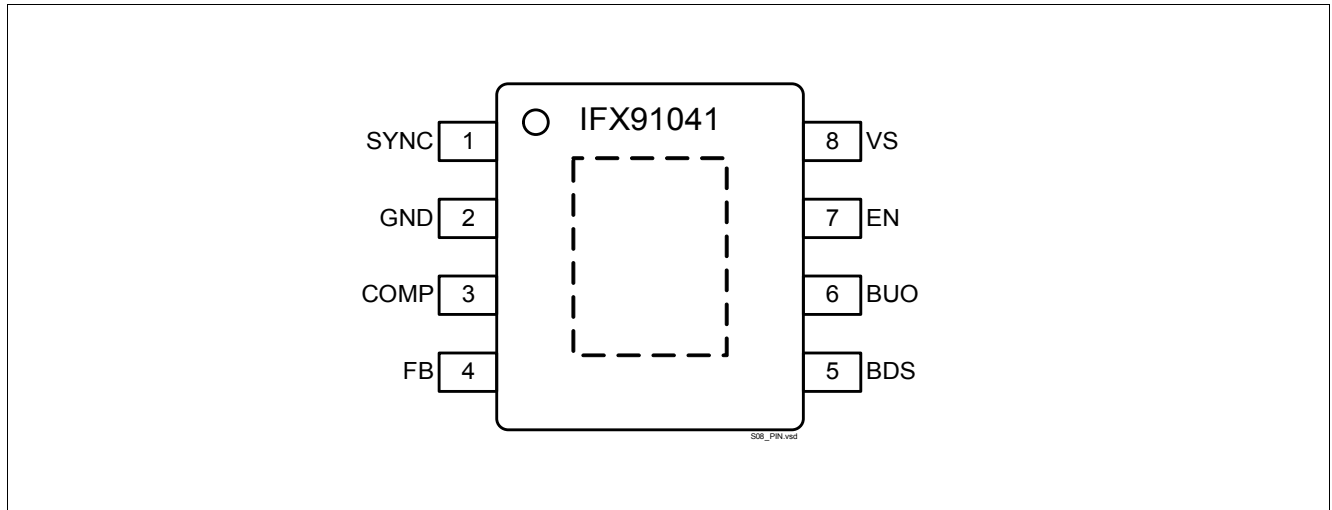 IFX91041
SYNC 1
8 VS
GND 2
7 EN
COMP 3
6 BUO
FB 4
5 BDS
S08_PIN.vsd